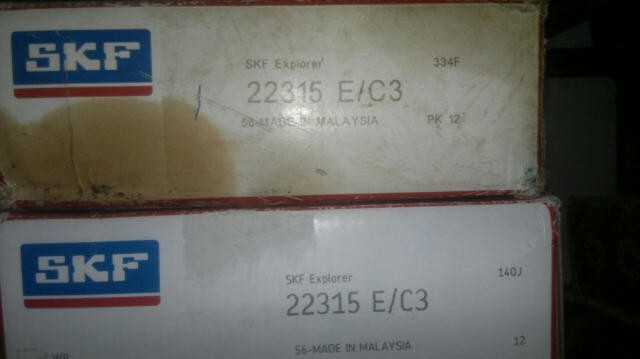 SKF
SKF Explorer 334F
22315 E/C3
56-MADE IN MALAYSIA PK 12
SKF
SKF Explorer 140J
22315 E/C3
56-MADE IN MALAYSIA 12
WR